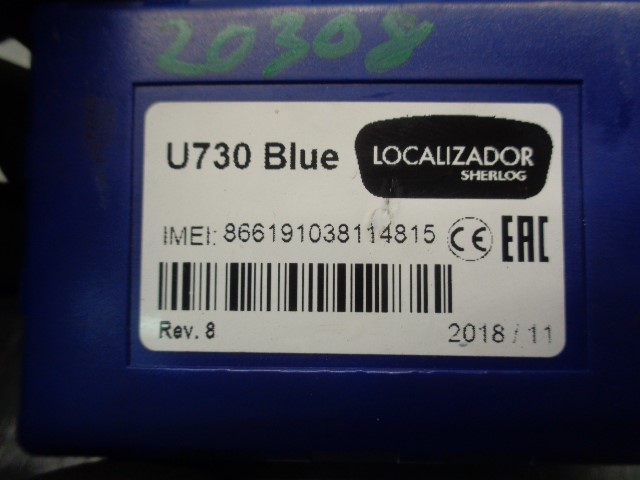 20308
U730 Blue
LOCALIZADOR
SHERLOG
IMEI: 866191038114815
CE EAC
Rev. 8
2018 / 11